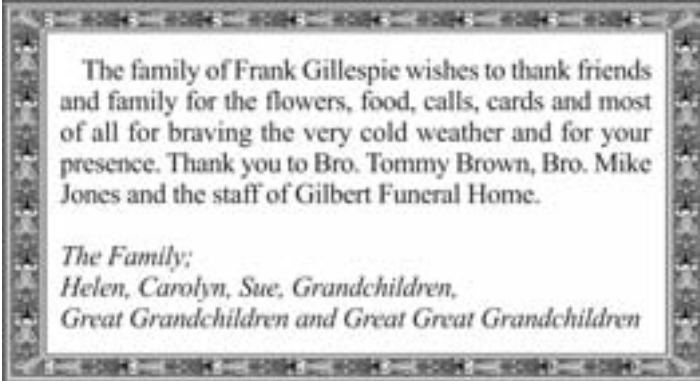 The family of Frank Gillespie wishes to thank friends
and family for the flowers, food, calls, cards and most
of all for braving the very cold weather and for your
presence. Thank you to Bro. Tommy Brown, Bro. Mike
Jones and the staff of Gilbert Funeral Home.
The Family;
Helen, Carolyn, Sue, Grandchildren,
Great Grandchildren and Great Great Grandchildren